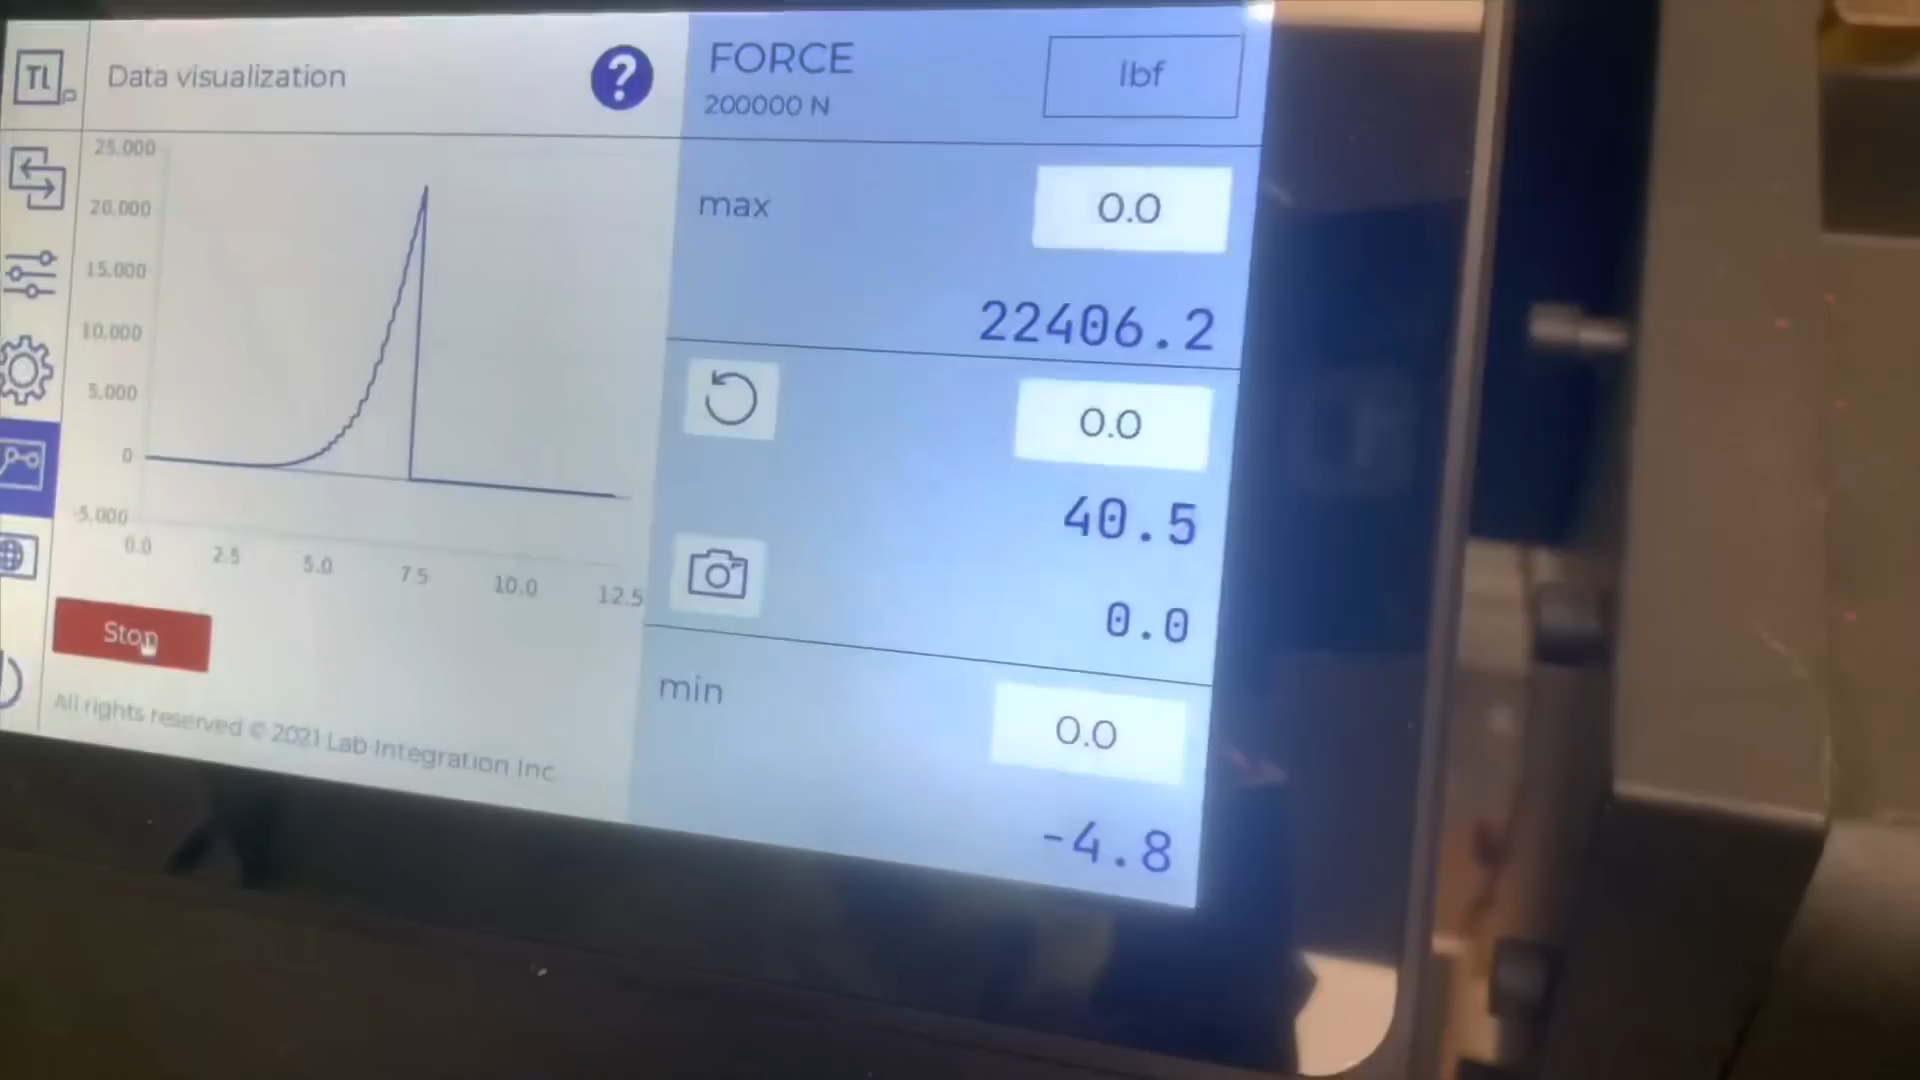 TL
P
Data visualization
?
FORCE
200000 N
lbf
25,000
20,000
15,000
10,000
5,000
0
-5,000
0.0
2.5
5.0
7.5
10.0
12.5
max
0.0
22406.2
0.0
40.5
0.0
min
0.0
-4.8
Stop
All rights reserved © 2021 Lab Integration Inc.